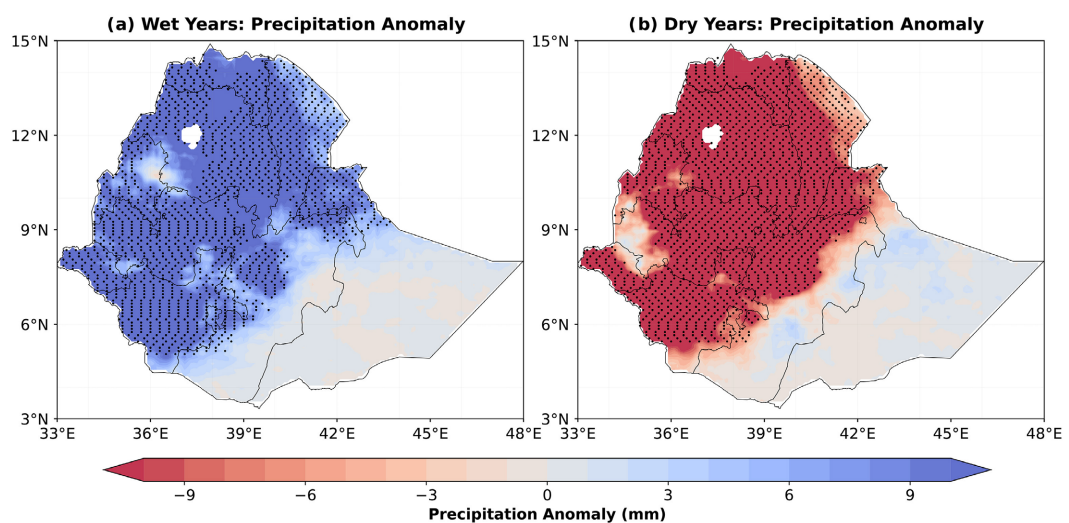 (a) Wet Years: Precipitation Anomaly
(b) Dry Years: Precipitation Anomaly
15°N
12°N
9°N
6°N
3°N
33°E 36°E 39°E 42°E 45°E 48°E
15°N
12°N
9°N
6°N
3°N
33°E 36°E 39°E 42°E 45°E 48°E
−9 −6 −3 0 3 6 9
Precipitation Anomaly (mm)